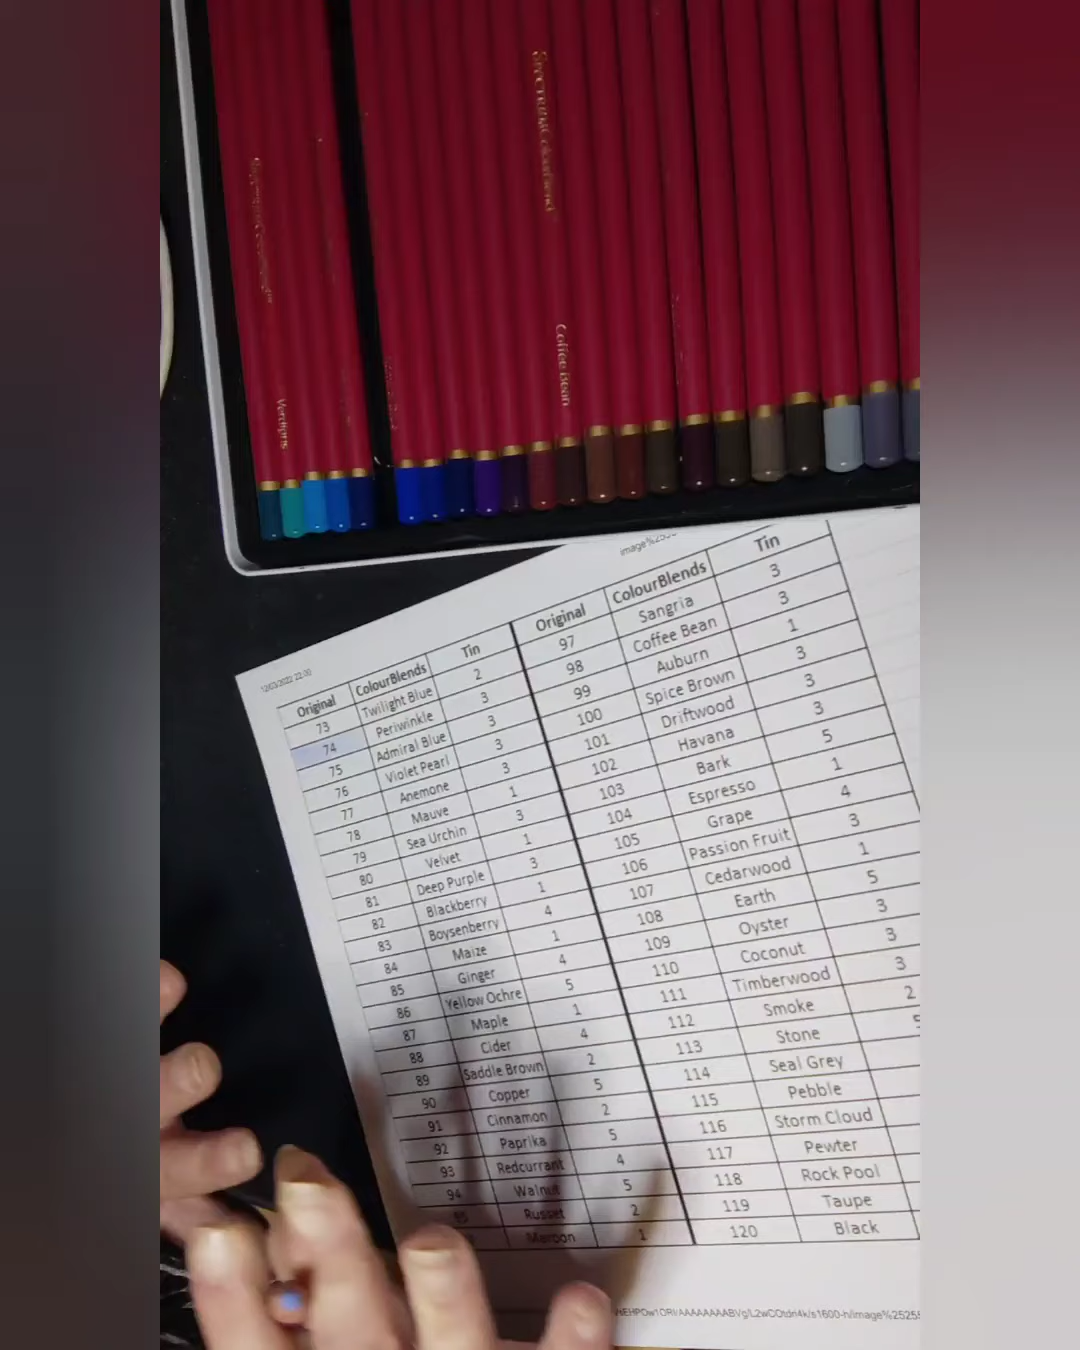 Spectrum ColourBlend
Coffee Bean
Verdigris
Original ColourBlends Tin Original ColourBlends Tin
73 Twilight Blue 2 97 Sangria 3
74 Periwinkle 3 98 Coffee Bean 3
75 Admiral Blue 3 99 Auburn 1
76 Violet Pearl 3 100 Spice Brown 3
77 Anemone 3 101 Driftwood 3
78 Mauve 1 102 Havana 3
79 Sea Urchin 3 103 Bark 5
80 Velvet 1 104 Espresso 1
81 Deep Purple 3 105 Grape 4
82 Blackberry 1 106 Passion Fruit 3
83 Boysenberry 4 107 Cedarwood 1
84 Maize 1 108 Earth 5
85 Ginger 4 109 Oyster 3
86 Yellow Ochre 5 110 Coconut 3
87 Maple 1 111 Timberwood 3
88 Cider 4 112 Smoke 2
89 Saddle Brown 2 113 Stone 5
90 Copper 5 114 Seal Grey
91 Cinnamon 2 115 Pebble
92 Paprika 5 116 Storm Cloud
93 Redcurrant 4 117 Pewter
94 Walnut 5 118 Rock Pool
95 Russet 2 119 Taupe
Maroon 1 120 Black